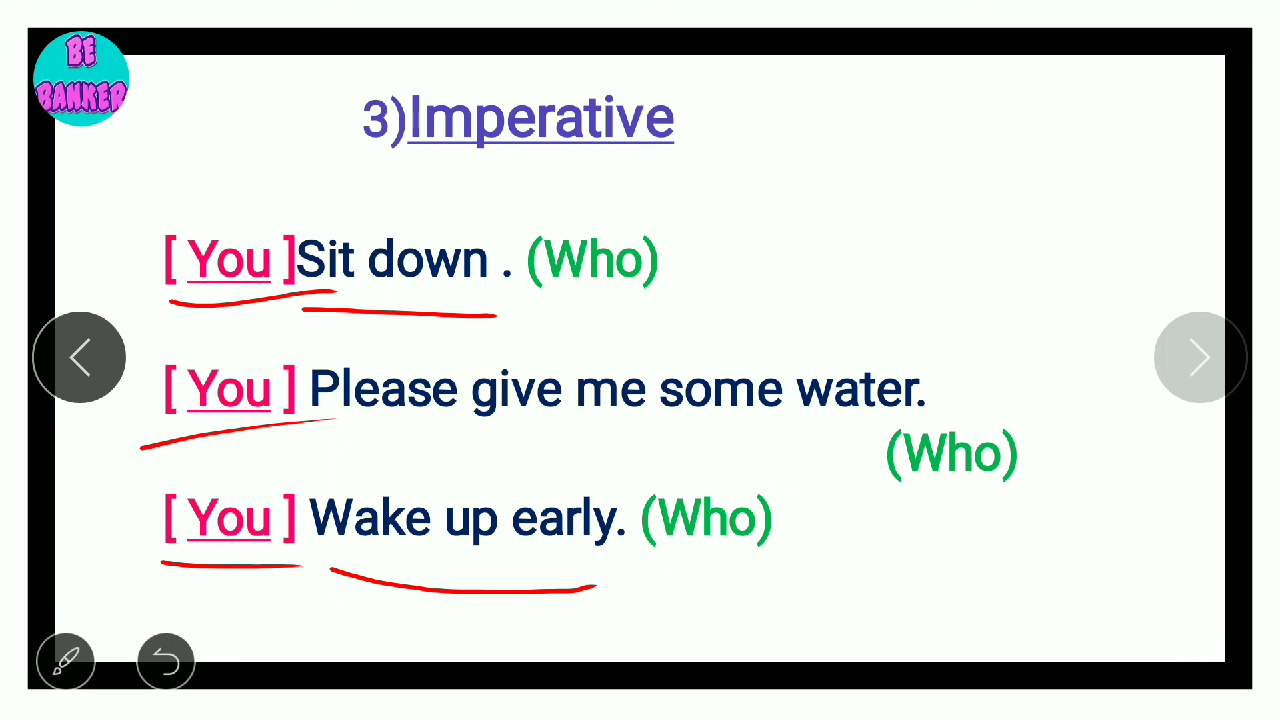 BE
BANKER
3)Imperative
[ You ]Sit down . (Who)
[ You ] Please give me some water.
(Who)
[ You ] Wake up early. (Who)